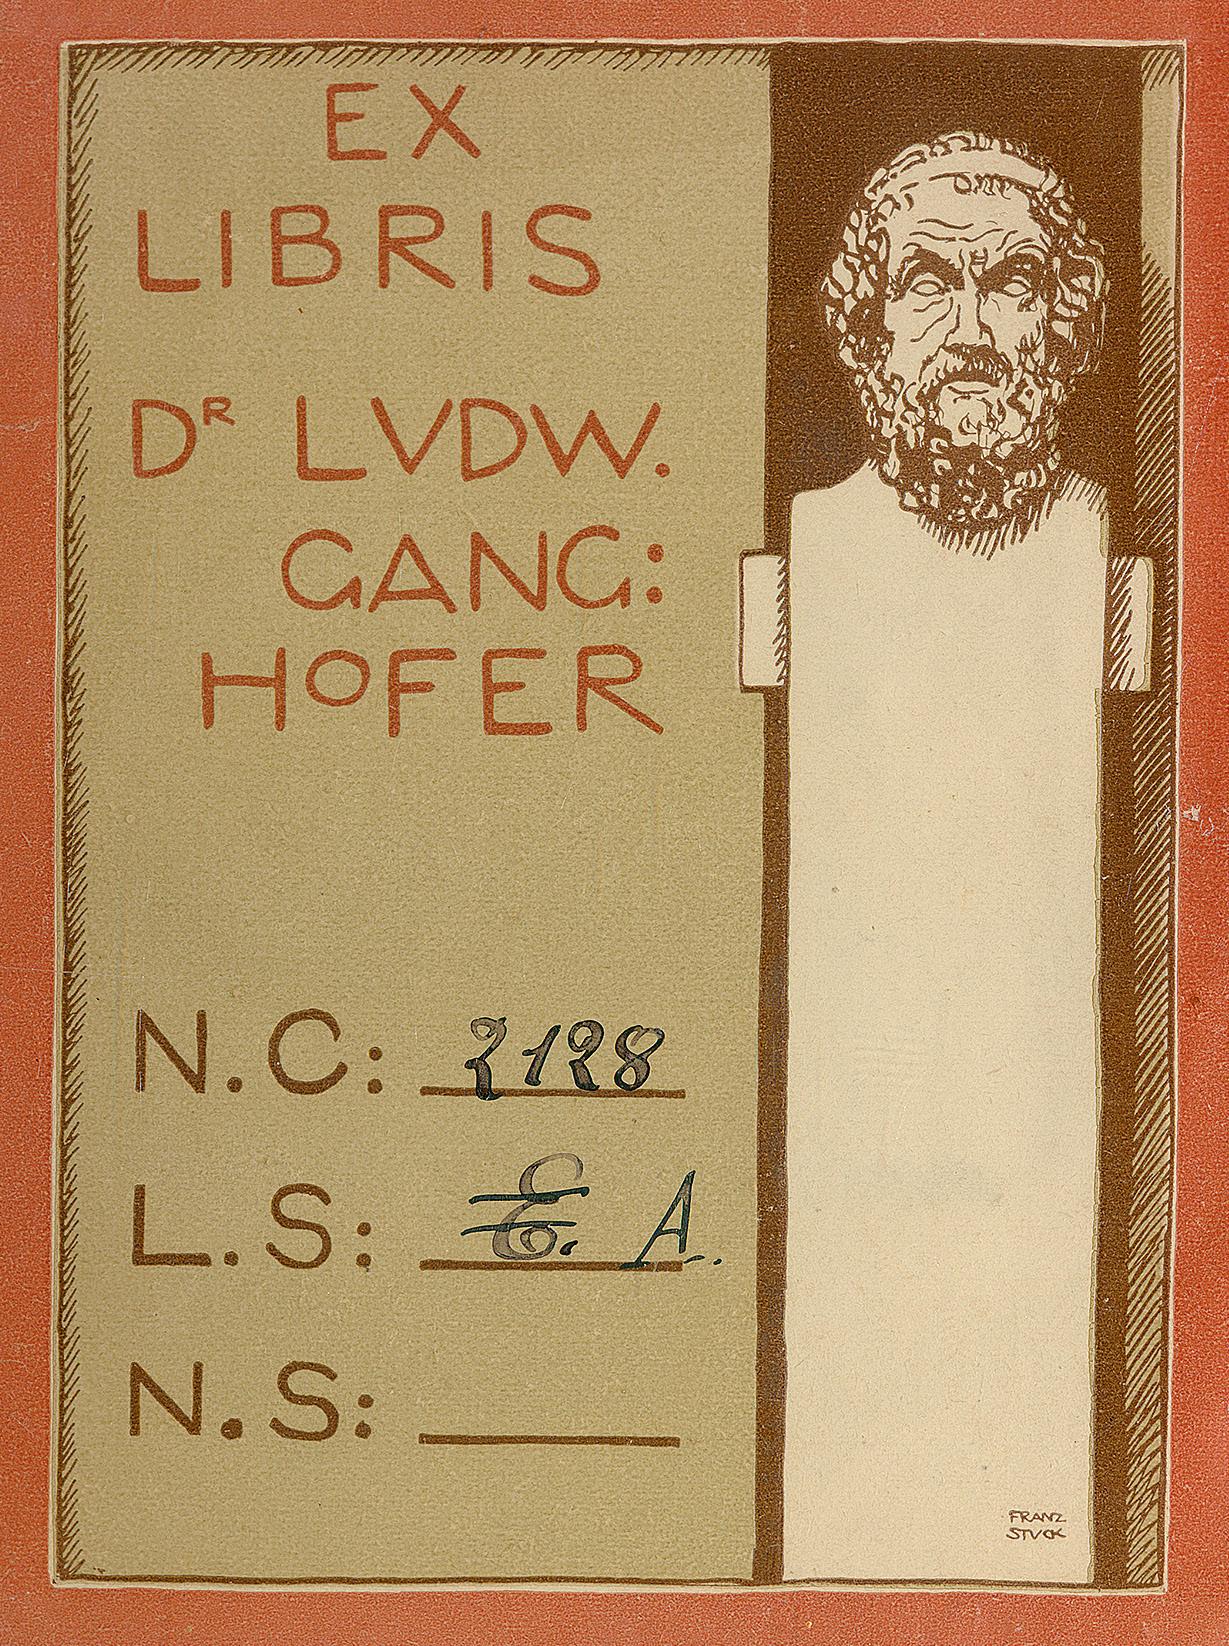 EX
LIBRIS
DR LVDW.
GANG:
HOFER
N.C: 2128
L.S: E. A.
N.S:
FRANZ
STVCK